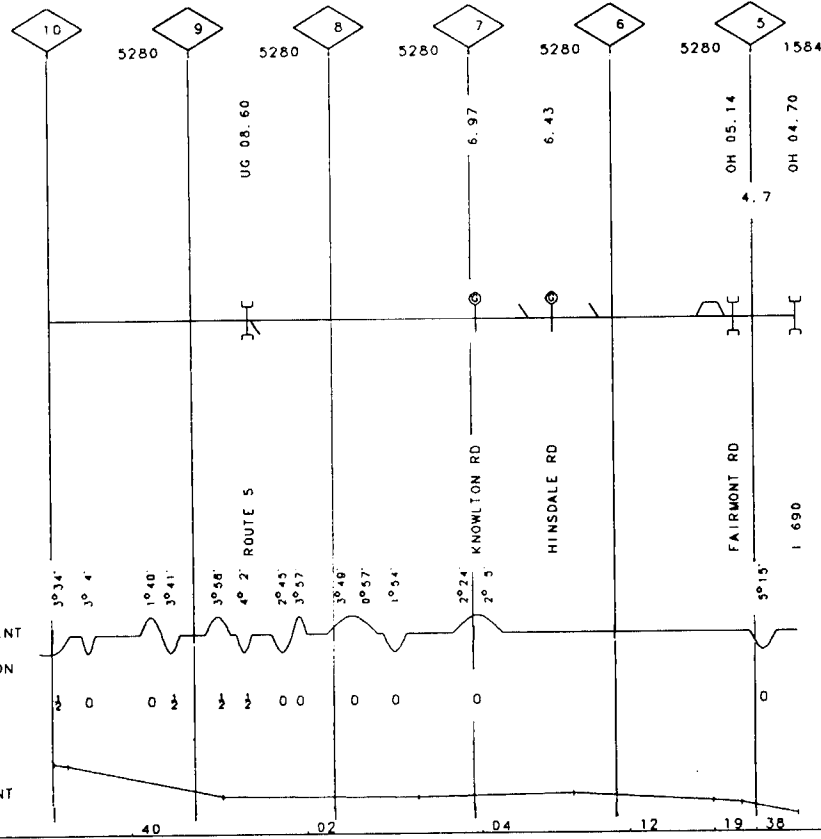 10 9 8 7 6 5
5280 5280 5280 5280 5280 1584
UG 08.60
6.97
6.43
OH 05.14
OH 04.70
4.7
ROUTE 5
KNOWLTON RD
HINSDALE RD
FAIRMONT RD
1 690
3°34' 3° 4' 1°40' 3°41' 3°58' 4° 2' 2°45' 3°57' 3°49' 0°57' 1°54' 2°24' 2° 5' 5°15'
NT
ON
½ 0 0 ½ ½ ½ 0 0 0 0 0 0
NT
.40 .02 .04 .12 .19 .38